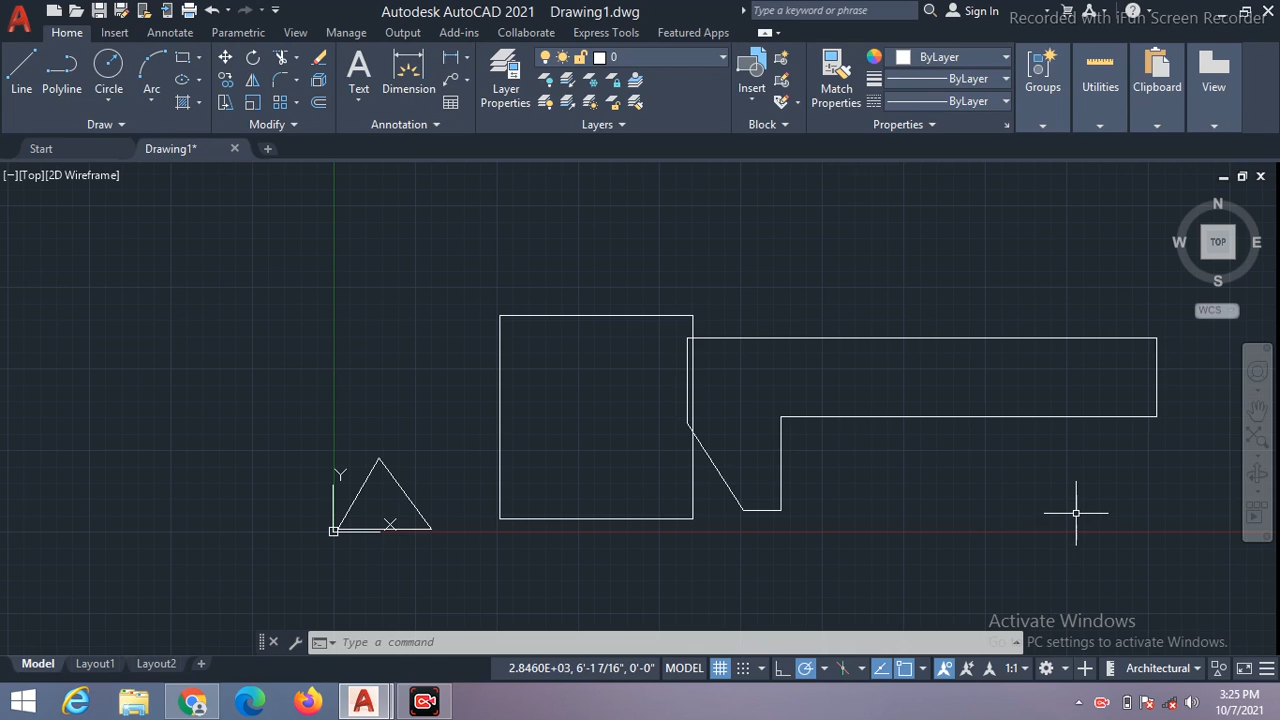 Autodesk AutoCAD 2021 Drawing1.dwg
Type a keyword or phrase
Sign In
Recorded with iFun Screen Recorder
Home Insert Annotate Parametric View Manage Output Add-ins Collaborate Express Tools Featured Apps
Line Polyline Circle Arc
Text Dimension
Layer Properties
0
Insert
Match Properties
ByLayer
ByLayer
ByLayer
Groups Utilities Clipboard View
Draw Modify Annotation Layers Block Properties
Start Drawing1*
[−][Top][2D Wireframe]
N
W TOP E
S
WCS
Y
X
Activate Windows
Go to PC settings to activate Windows.
Type a command
Model Layout1 Layout2
2.8460E+03, 6'-1 7/16", 0'-0" MODEL 1:1 Architectural
3:25 PM
10/7/2021